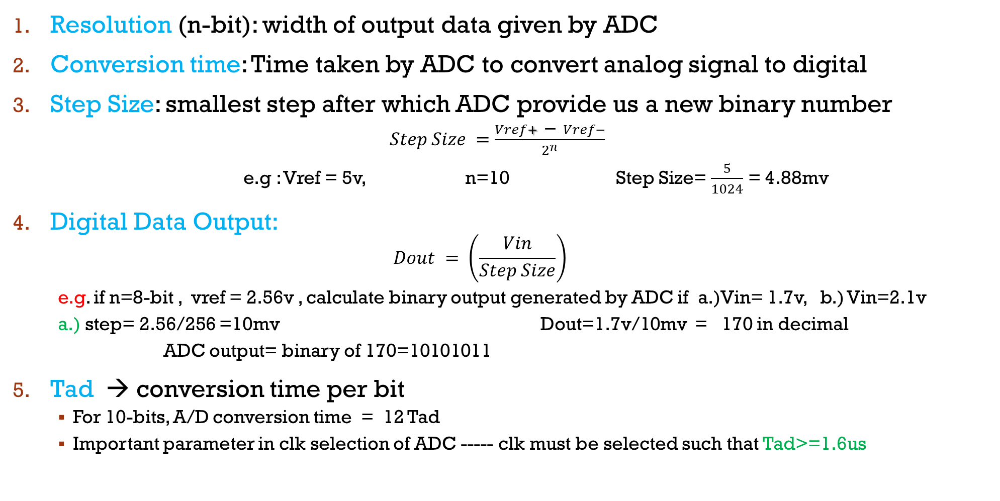 1. Resolution (n-bit): width of output data given by ADC
2. Conversion time: Time taken by ADC to convert analog signal to digital
3. Step Size: smallest step after which ADC provide us a new binary number
Step Size = (Vref+ − Vref−)/2^n
e.g : Vref = 5v, n=10 Step Size= 5/1024 = 4.88mv
4. Digital Data Output:
Dout = (Vin/Step Size)
e.g. if n=8-bit , vref = 2.56v , calculate binary output generated by ADC if a.) Vin= 1.7v, b.) Vin=2.1v
a.) step= 2.56/256 =10mv Dout=1.7v/10mv = 170 in decimal
ADC output= binary of 170=10101011
5. Tad → conversion time per bit
▪ For 10-bits, A/D conversion time = 12 Tad
▪ Important parameter in clk selection of ADC ----- clk must be selected such that Tad>=1.6us